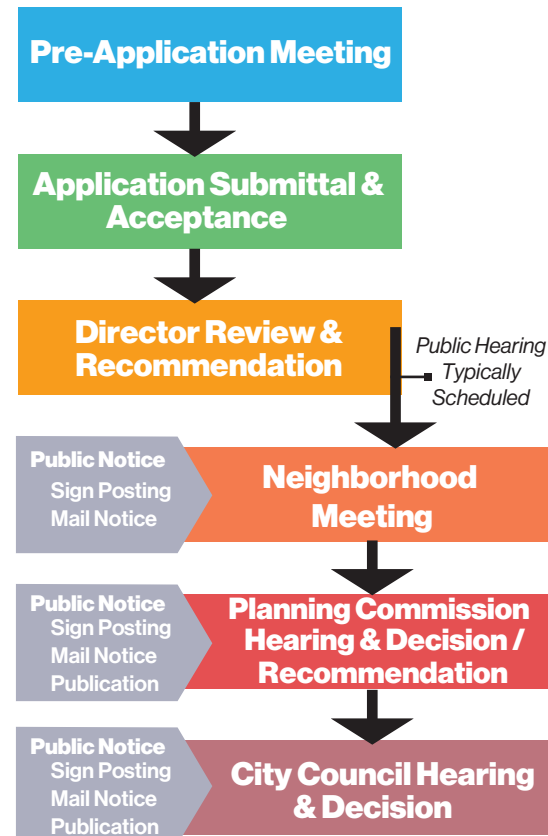 Pre-Application Meeting
Application Submittal &
Acceptance
Director Review &
Recommendation
Public Hearing
Typically
Scheduled
Public Notice
Sign Posting
Mail Notice
Neighborhood
Meeting
Public Notice
Sign Posting
Mail Notice
Publication
Planning Commission
Hearing & Decision /
Recommendation
Public Notice
Sign Posting
Mail Notice
Publication
City Council Hearing
& Decision